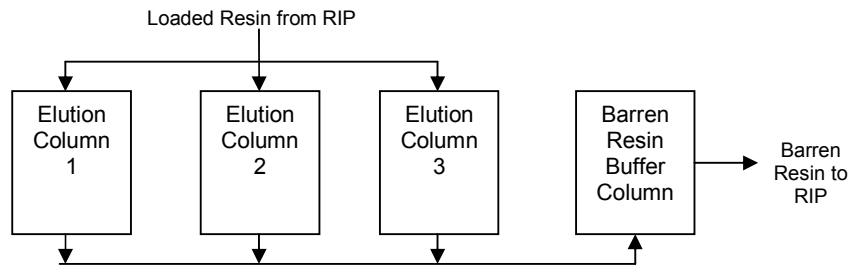 Loaded Resin from RIP
Elution
Column
1
Elution
Column
2
Elution
Column
3
Barren
Resin
Buffer
Column
Barren
Resin to
RIP